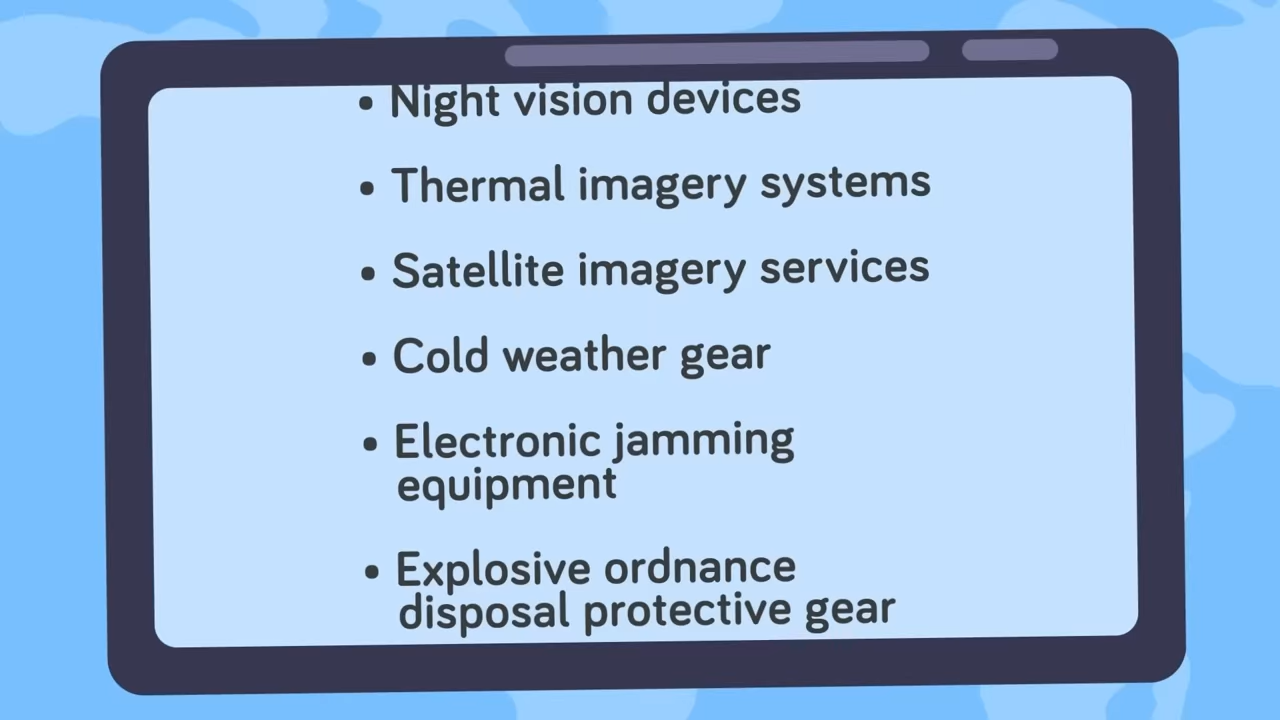 • Night vision devices
• Thermal imagery systems
• Satellite imagery services
• Cold weather gear
• Electronic jamming
equipment
• Explosive ordnance
disposal protective gear